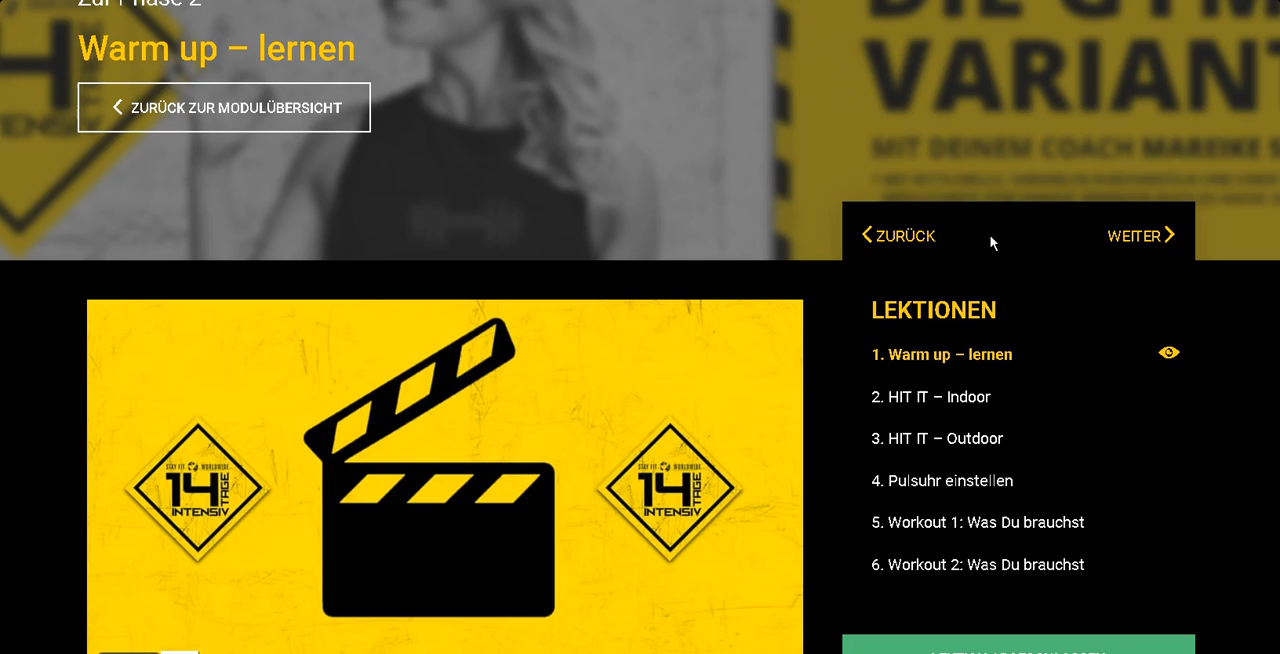 Warm up – lernen
ZURÜCK ZUR MODULÜBERSICHT
DIE GYM
VARIANT
MIT DEINEM COACH MAREIKE S
ZURÜCK
WEITER
LEKTIONEN
1. Warm up – lernen
2. HIT IT – Indoor
3. HIT IT – Outdoor
4. Pulsuhr einstellen
5. Workout 1: Was Du brauchst
6. Workout 2: Was Du brauchst
STAY FIT WORLDWIDE
14 TAGE
INTENSIV
STAY FIT WORLDWIDE
14 TAGE
INTENSIV